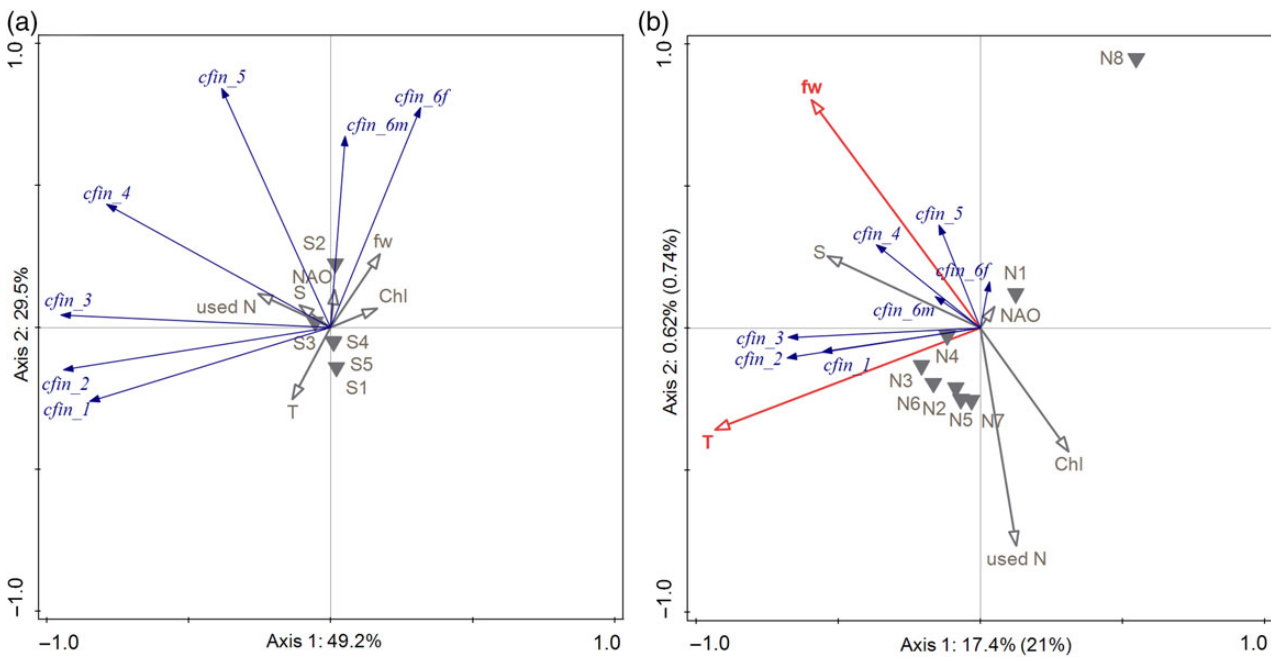 (a)
1.0
cfin_5
cfin_6f
cfin_6m
cfin_4
S2
fw
NAO
S
Chl
used N
cfin_3
S3
S4
S5
cfin_2
S1
cfin_1
T
Axis 2: 29.5%
−1.0
−1.0
Axis 1: 49.2%
1.0
(b)
1.0
N8
fw
cfin_5
cfin_4
S
cfin_6f
N1
cfin_6m
NAO
cfin_3
N4
cfin_2
cfin_1
N3
N6
N2
N5
N7
T
Chl
used N
Axis 2: 0.62% (0.74%)
−1.0
−1.0
Axis 1: 17.4% (21%)
1.0